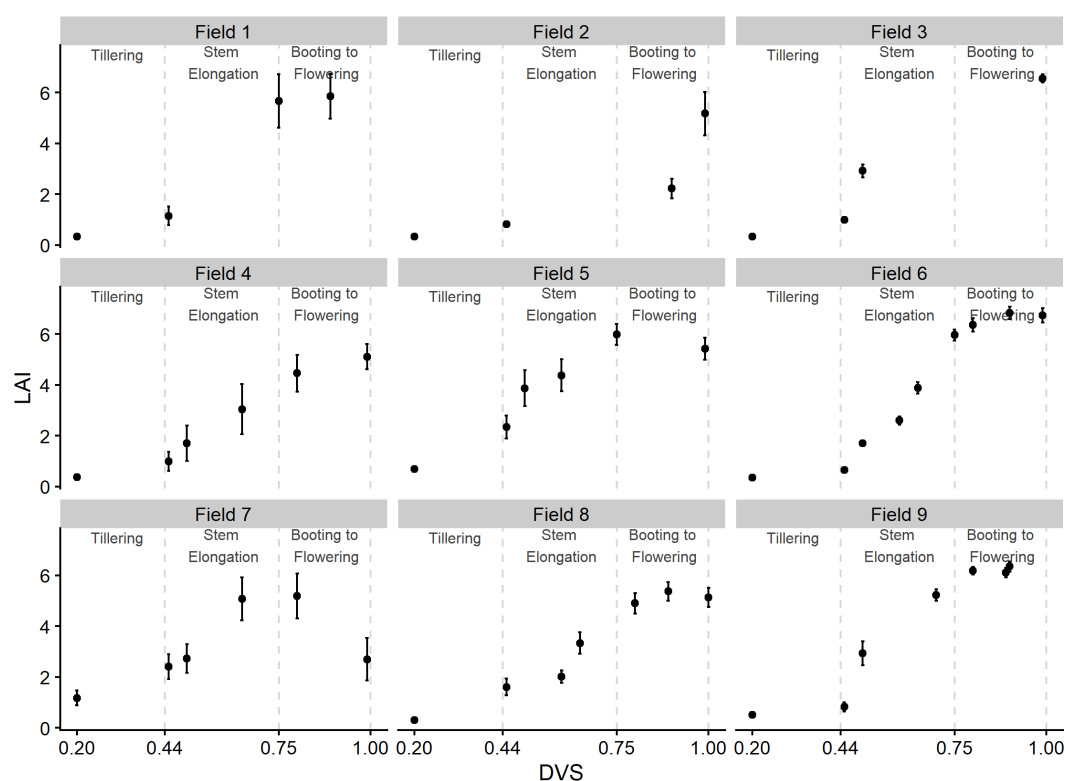 Field 1 Field 2 Field 3
Tillering Stem Booting to Tillering Stem Booting to Tillering Stem Booting to
Elongation Flowering Elongation Flowering Elongation Flowering
6
4
2
0
Field 4 Field 5 Field 6
Tillering Stem Booting to Tillering Stem Booting to Tillering Stem Booting to
Elongation Flowering Elongation Flowering Elongation Flowering
6
4
2
0
LAI
Field 7 Field 8 Field 9
Tillering Stem Booting to Tillering Stem Booting to Tillering Stem Booting to
Elongation Flowering Elongation Flowering Elongation Flowering
6
4
2
0
0.20 0.44 0.75 1.00 0.20 0.44 0.75 1.00 0.20 0.44 0.75 1.00
DVS